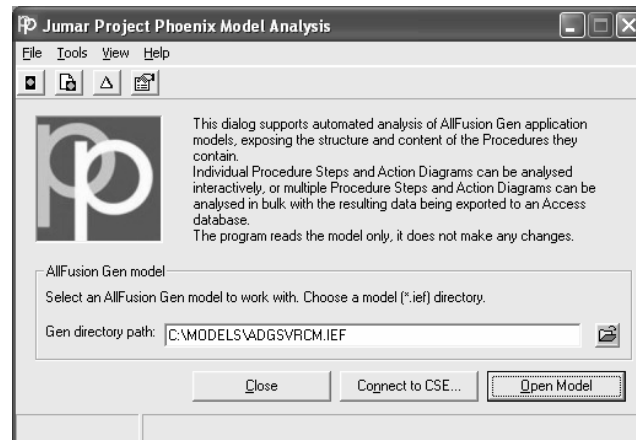 Jumar Project Phoenix Model Analysis
File Tools View Help
pp
This dialog supports automated analysis of AllFusion Gen application
models, exposing the structure and content of the Procedures they
contain.
Individual Procedure Steps and Action Diagrams can be analysed
interactively, or multiple Procedure Steps and Action Diagrams can be
analysed in bulk with the resulting data being exported to an Access
database.
The program reads the model only, it does not make any changes.
AllFusion Gen model
Select an AllFusion Gen model to work with. Choose a model (*.ief) directory.
Gen directory path: C:\MODELS\ADGSVRCM.IEF
Close Connect to CSE... Open Model